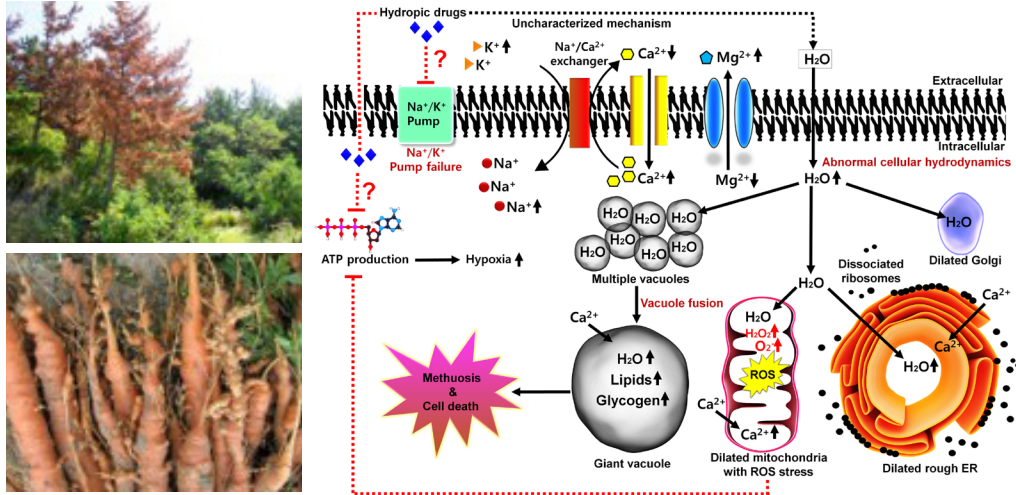 Hydropic drugs
Uncharacterized mechanism
?
K⁺
K⁺
Na⁺/Ca²⁺
exchanger
Ca²⁺
Mg²⁺
H₂O
Extracellular
Na⁺/K⁺
Pump
Intracellular
Na⁺/K⁺
Pump failure
Abnormal cellular hydrodynamics
?
Na⁺
Na⁺
Na⁺
Ca²⁺
Mg²⁺
H₂O
H₂O
H₂O
H₂O
H₂O
H₂O
H₂O
H₂O
H₂O
Dilated Golgi
ATP production
Hypoxia
Multiple vacuoles
Dissociated
ribosomes
H₂O
Vacuole fusion
Ca²⁺
Ca²⁺
H₂O
H₂O₂
O₂⁻
Ca²⁺
H₂O
H₂O
Lipids
Glycogen
ROS
Methuosis
&
Cell death
Ca²⁺
Ca²⁺
Giant vacuole
Dilated mitochondria
with ROS stress
Dilated rough ER